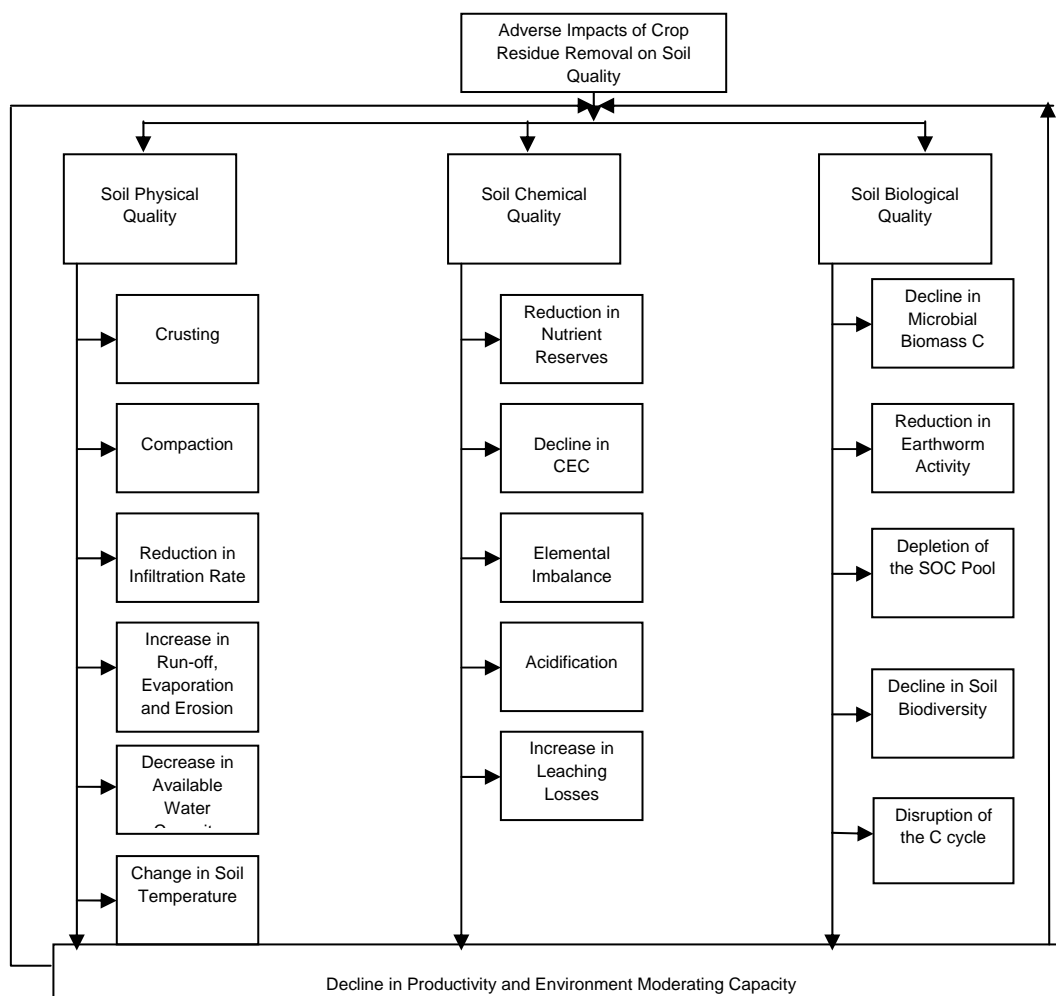 Adverse Impacts of Crop
Residue Removal on Soil
Quality
Soil Physical
Quality
Soil Chemical
Quality
Soil Biological
Quality
Crusting
Compaction
Reduction in
Infiltration Rate
Increase in
Run-off,
Evaporation
and Erosion
Decrease in
Available
Water
Change in Soil
Temperature
Reduction in
Nutrient
Reserves
Decline in
CEC
Elemental
Imbalance
Acidification
Increase in
Leaching
Losses
Decline in
Microbial
Biomass C
Reduction in
Earthworm
Activity
Depletion of
the SOC Pool
Decline in Soil
Biodiversity
Disruption of
the C cycle
Decline in Productivity and Environment Moderating Capacity